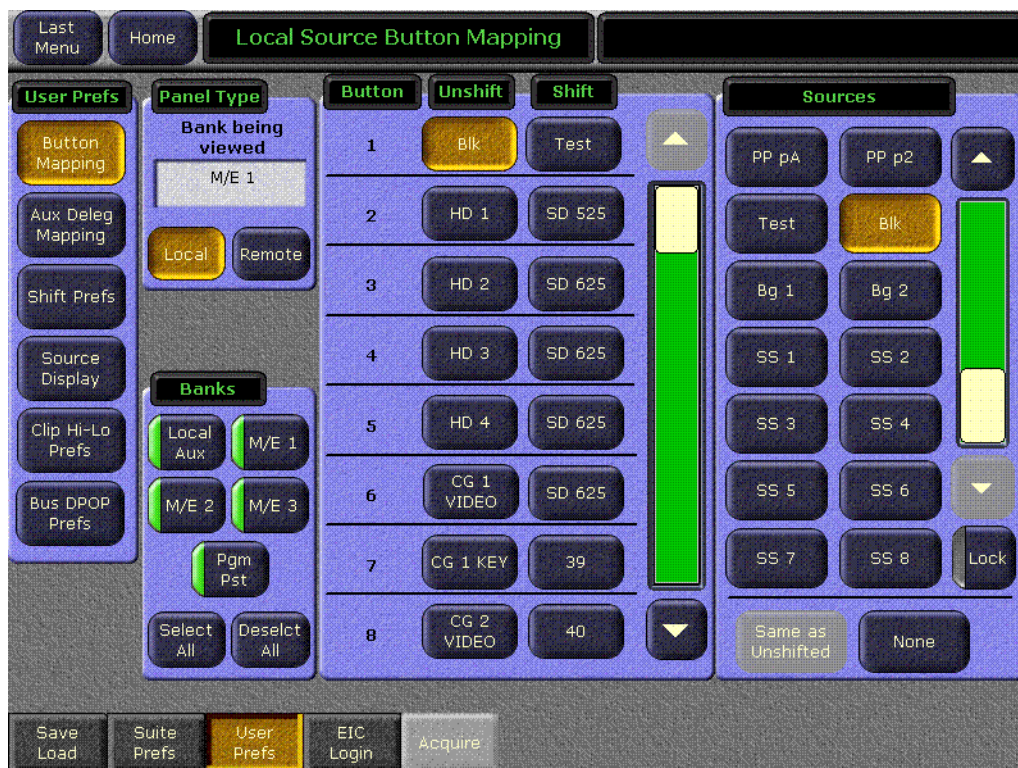 Last
Menu
Home
Local Source Button Mapping
User Prefs
Button
Mapping
Aux Deleg
Mapping
Shift Prefs
Source
Display
Clip Hi-Lo
Prefs
Bus DPOP
Prefs
Panel Type
Bank being
viewed
M/E 1
Local
Remote
Banks
Local
Aux
M/E 1
M/E 2
M/E 3
Pgm
Pst
Select
All
Deselct
All
Button Unshift Shift
1 Blk Test
2 HD 1 SD 525
3 HD 2 SD 625
4 HD 3 SD 625
5 HD 4 SD 625
6 CG 1
VIDEO SD 625
7 CG 1 KEY 39
8 CG 2
VIDEO 40
Sources
PP pA PP p2
Test Blk
Bg 1 Bg 2
SS 1 SS 2
SS 3 SS 4
SS 5 SS 6
SS 7 SS 8
Lock
Same as
Unshifted
None
Save
Load
Suite
Prefs
User
Prefs
EIC
Login
Acquire